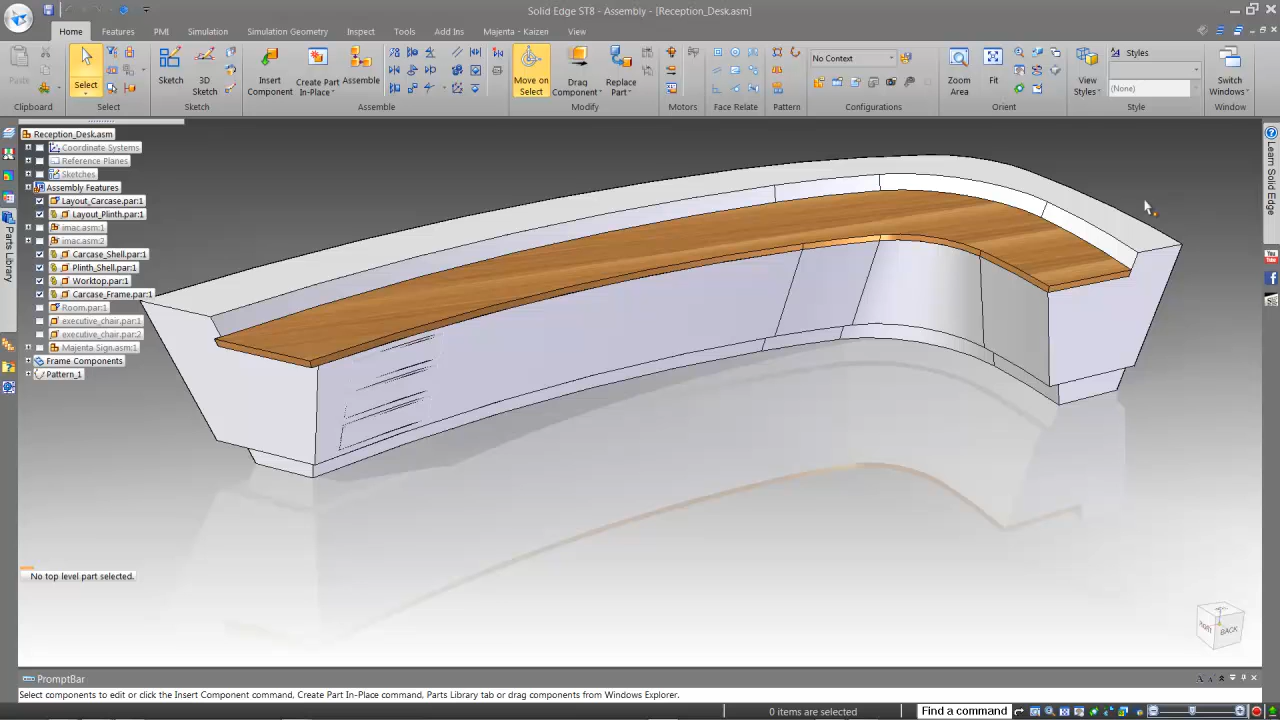 Solid Edge ST8 - Assembly - [Reception_Desk.asm]
Home Features PMI Simulation Simulation Geometry Inspect Tools Add Ins Majenta - Kaizen View
Paste
Select
Sketch
3D Sketch
Insert Component
Create Part In-Place
Assemble
Move on Select
Drag Component
Replace Part
No Context
Zoom Area
Fit
View Styles
Styles
(None)
Switch Windows
Clipboard Select Sketch Assemble Modify Motors Face Relate Pattern Configurations Orient Style Window
Reception_Desk.asm
Coordinate Systems
Reference Planes
Sketches
Assembly Features
Layout_Carcase.par:1
Layout_Plinth.par:1
imac.asm:1
imac.asm:2
Carcase_Shell.par:1
Plinth_Shell.par:1
Worktop.par:1
Carcase_Frame.par:1
Room.par:1
executive_chair.par:1
executive_chair.par:2
Majenta Sign.asm:1
Frame Components
Pattern_1
No top level part selected.
Parts Library
Learn Solid Edge
You Tube
BACK
PromptBar
Select components to edit or click the Insert Component command, Create Part In-Place command, Parts Library tab or drag components from Windows Explorer.
0 items are selected
Find a command